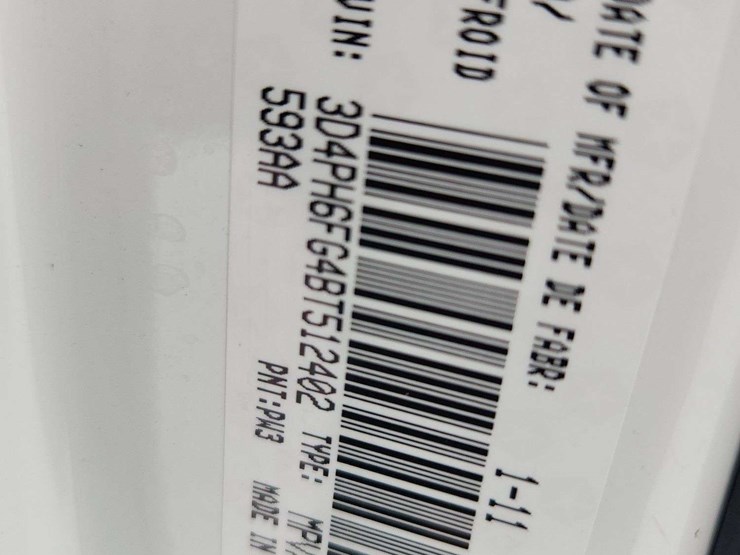 DATE OF MFR/DATE DE FABR: 1-11
FROID
VIN: 3D4PH6FG4BT512402 TYPE: MPV
593AA PNT:PW3 MADE IN